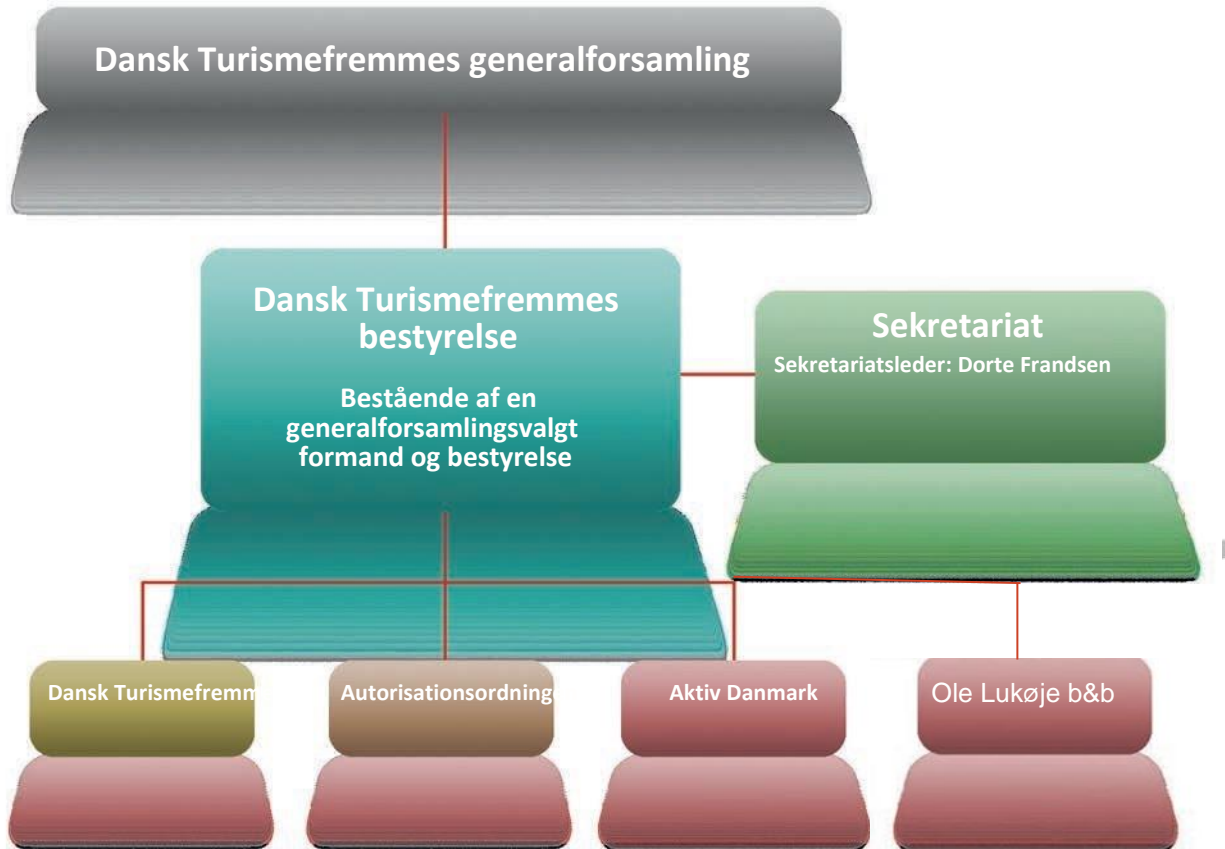 Dansk Turismefremmes generalforsamling
Dansk Turismefremmes
bestyrelse
Bestående af en
generalforsamlingsvalgt
formand og bestyrelse
Sekretariat
Sekretariatsleder: Dorte Frandsen
Dansk Turismefremm
Autorisationsordning
Aktiv Danmark
Ole Lukøje b&b